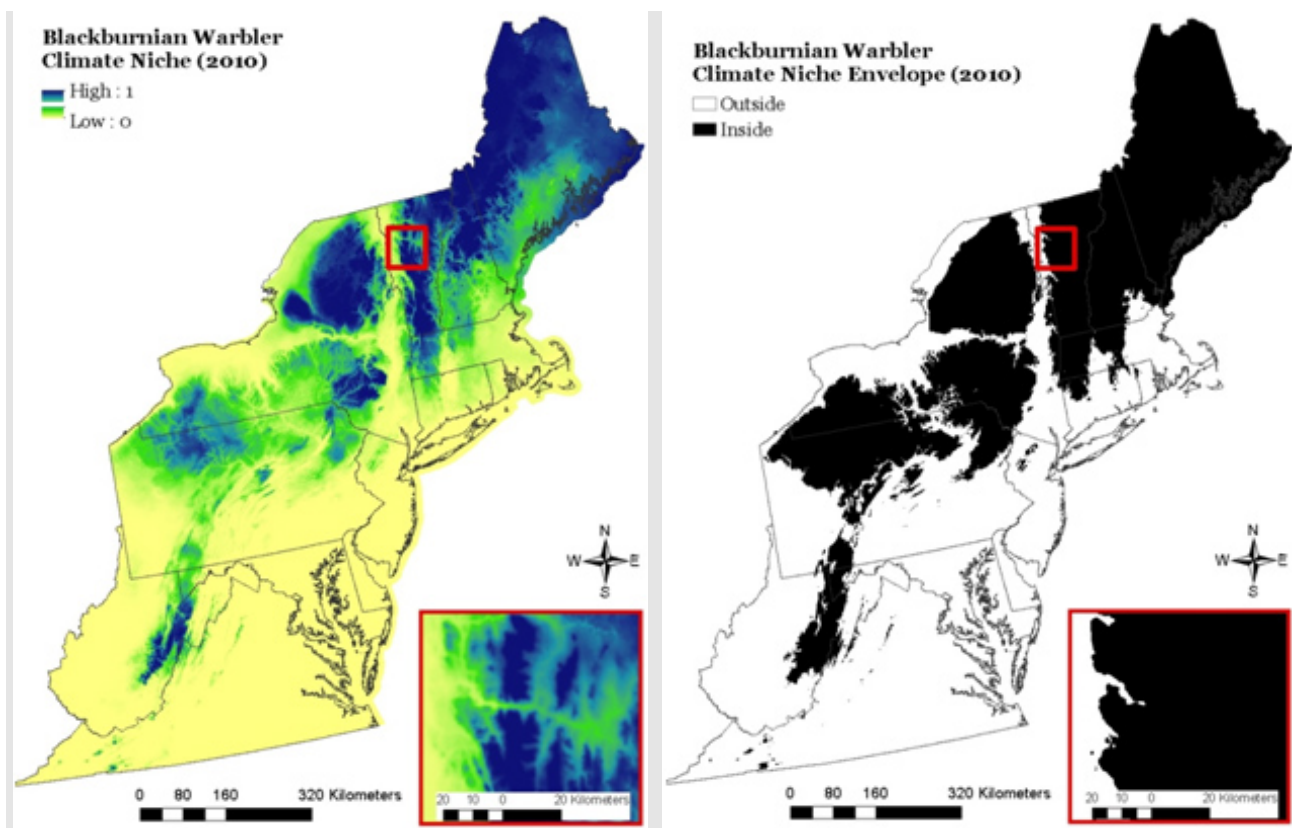 Blackburnian Warbler
Climate Niche (2010)
High : 1
Low : 0
N
W E
S
0 80 160 320 Kilometers
20 10 0 20 Kilometers
Blackburnian Warbler
Climate Niche Envelope (2010)
Outside
Inside
N
W E
S
0 80 160 320 Kilometers
20 10 0 20 Kilometers